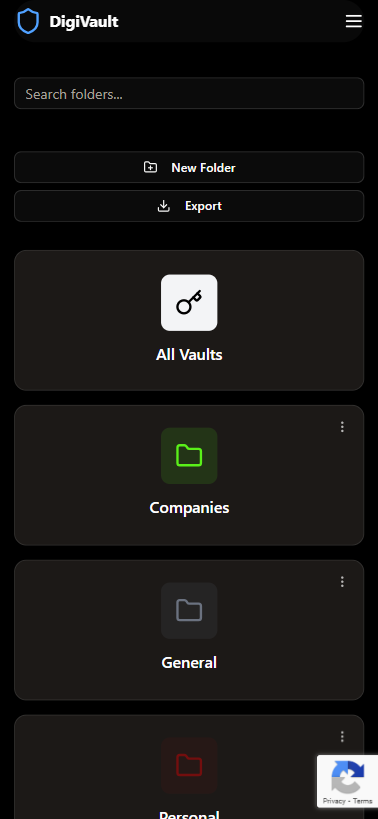 DigiVault
Search folders...
New Folder
Export
All Vaults
Companies
General
Personal
Privacy - Terms